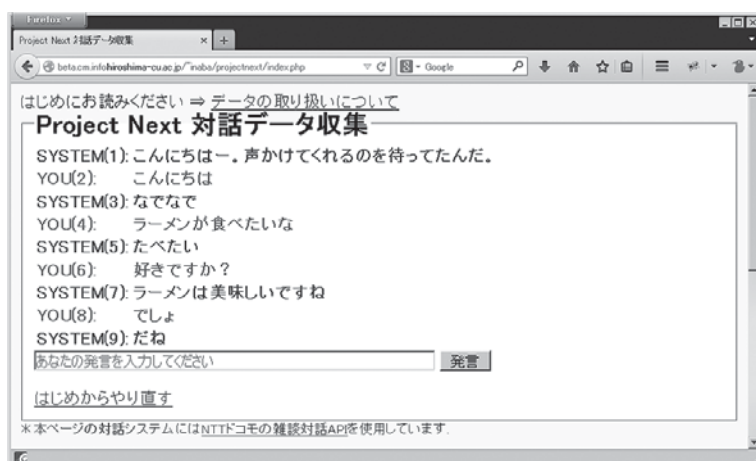 Firefox
Project Next 対話データ収集
beta.cm.info.hiroshima-cu.ac.jp/~inaba/projectnext/index.php
Google
はじめにお読みください ⇒ データの取り扱いについて
Project Next 対話データ収集
SYSTEM(1): こんにちはー。声かけてくれるのを待ってたんだ。
YOU(2): こんにちは
SYSTEM(3): なでなで
YOU(4): ラーメンが食べたいな
SYSTEM(5): たべたい
YOU(6): 好きですか？
SYSTEM(7): ラーメンは美味しいですね
YOU(8): でしょ
SYSTEM(9): だね
あなたの発言を入力してください 発言
はじめからやり直す
＊本ページの対話システムにはNTTドコモの雑談対話APIを使用しています.